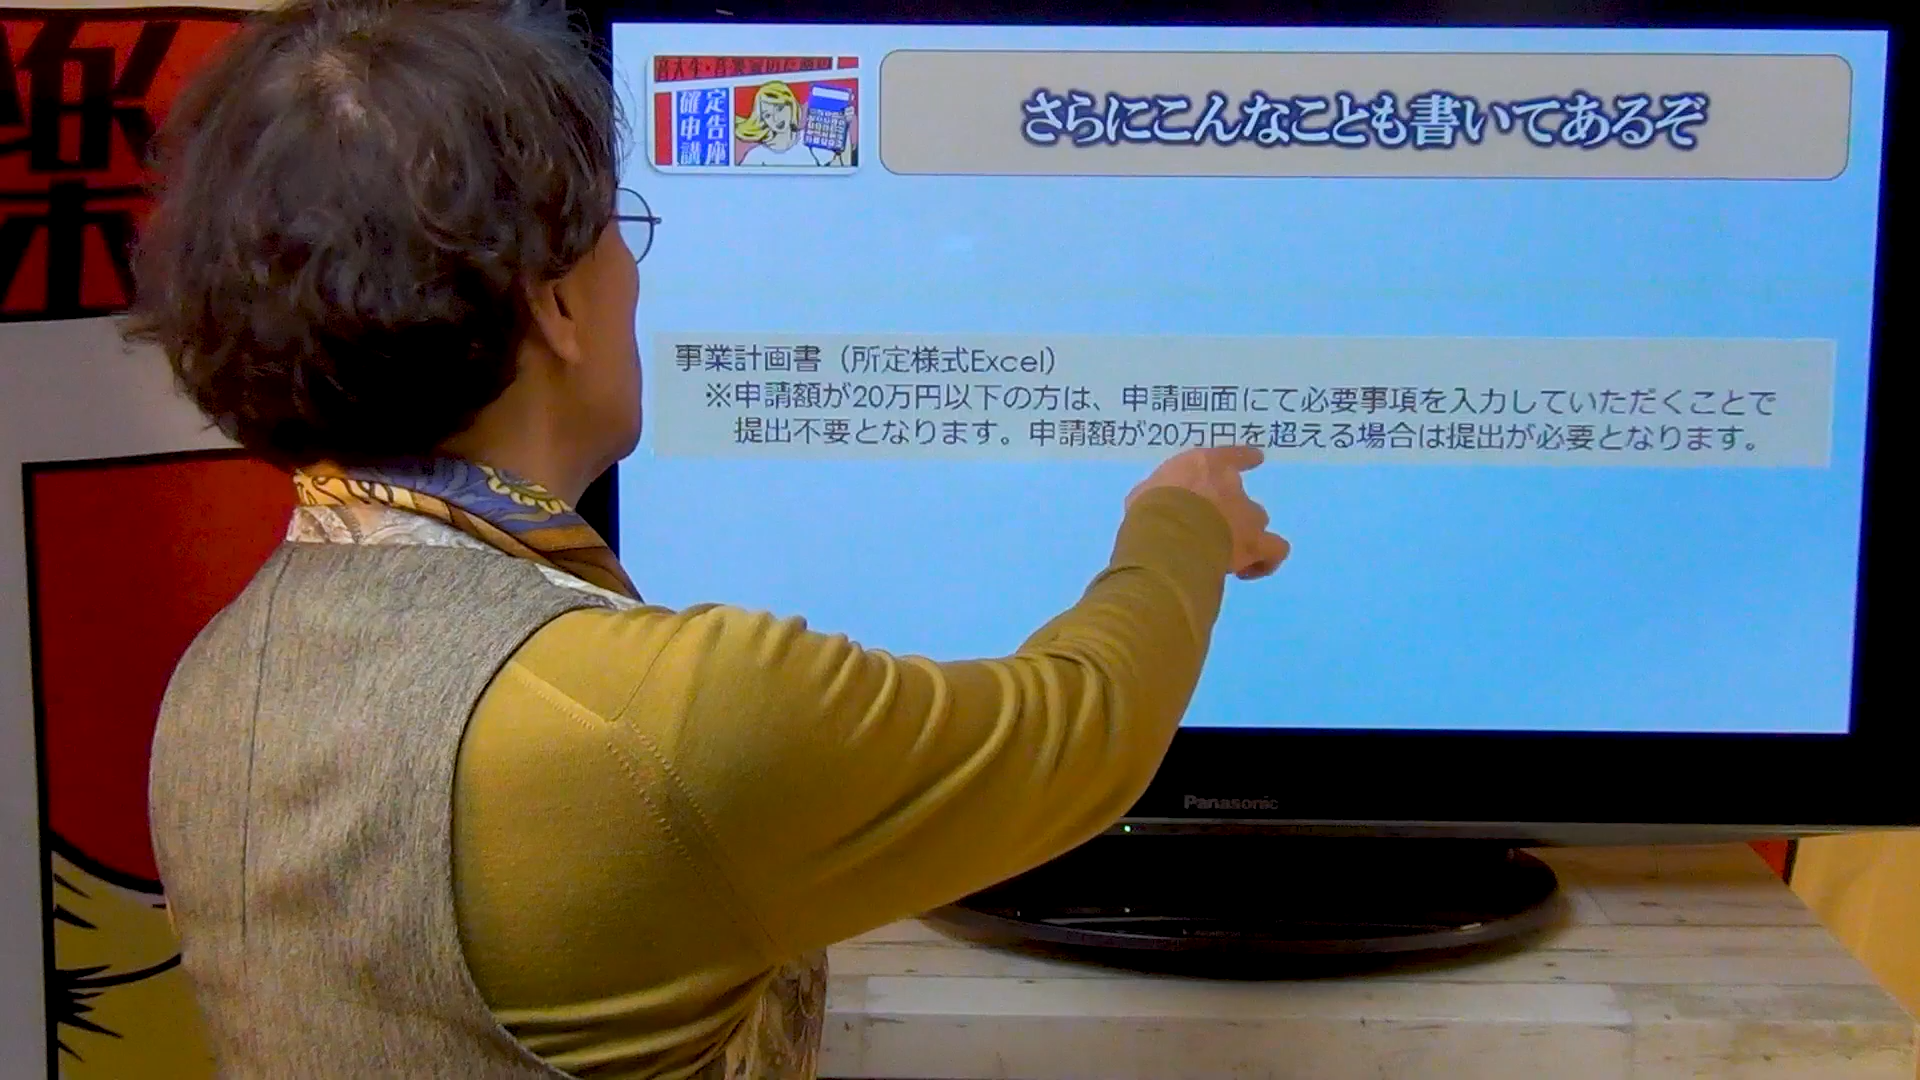 確定
申告
講座
さらにこんなことも書いてあるぞ
事業計画書（所定様式Excel）
※申請額が20万円以下の方は、申請画面にて必要事項を入力していただくことで
提出不要となります。申請額が20万円を超える場合は提出が必要となります。
Panasonic